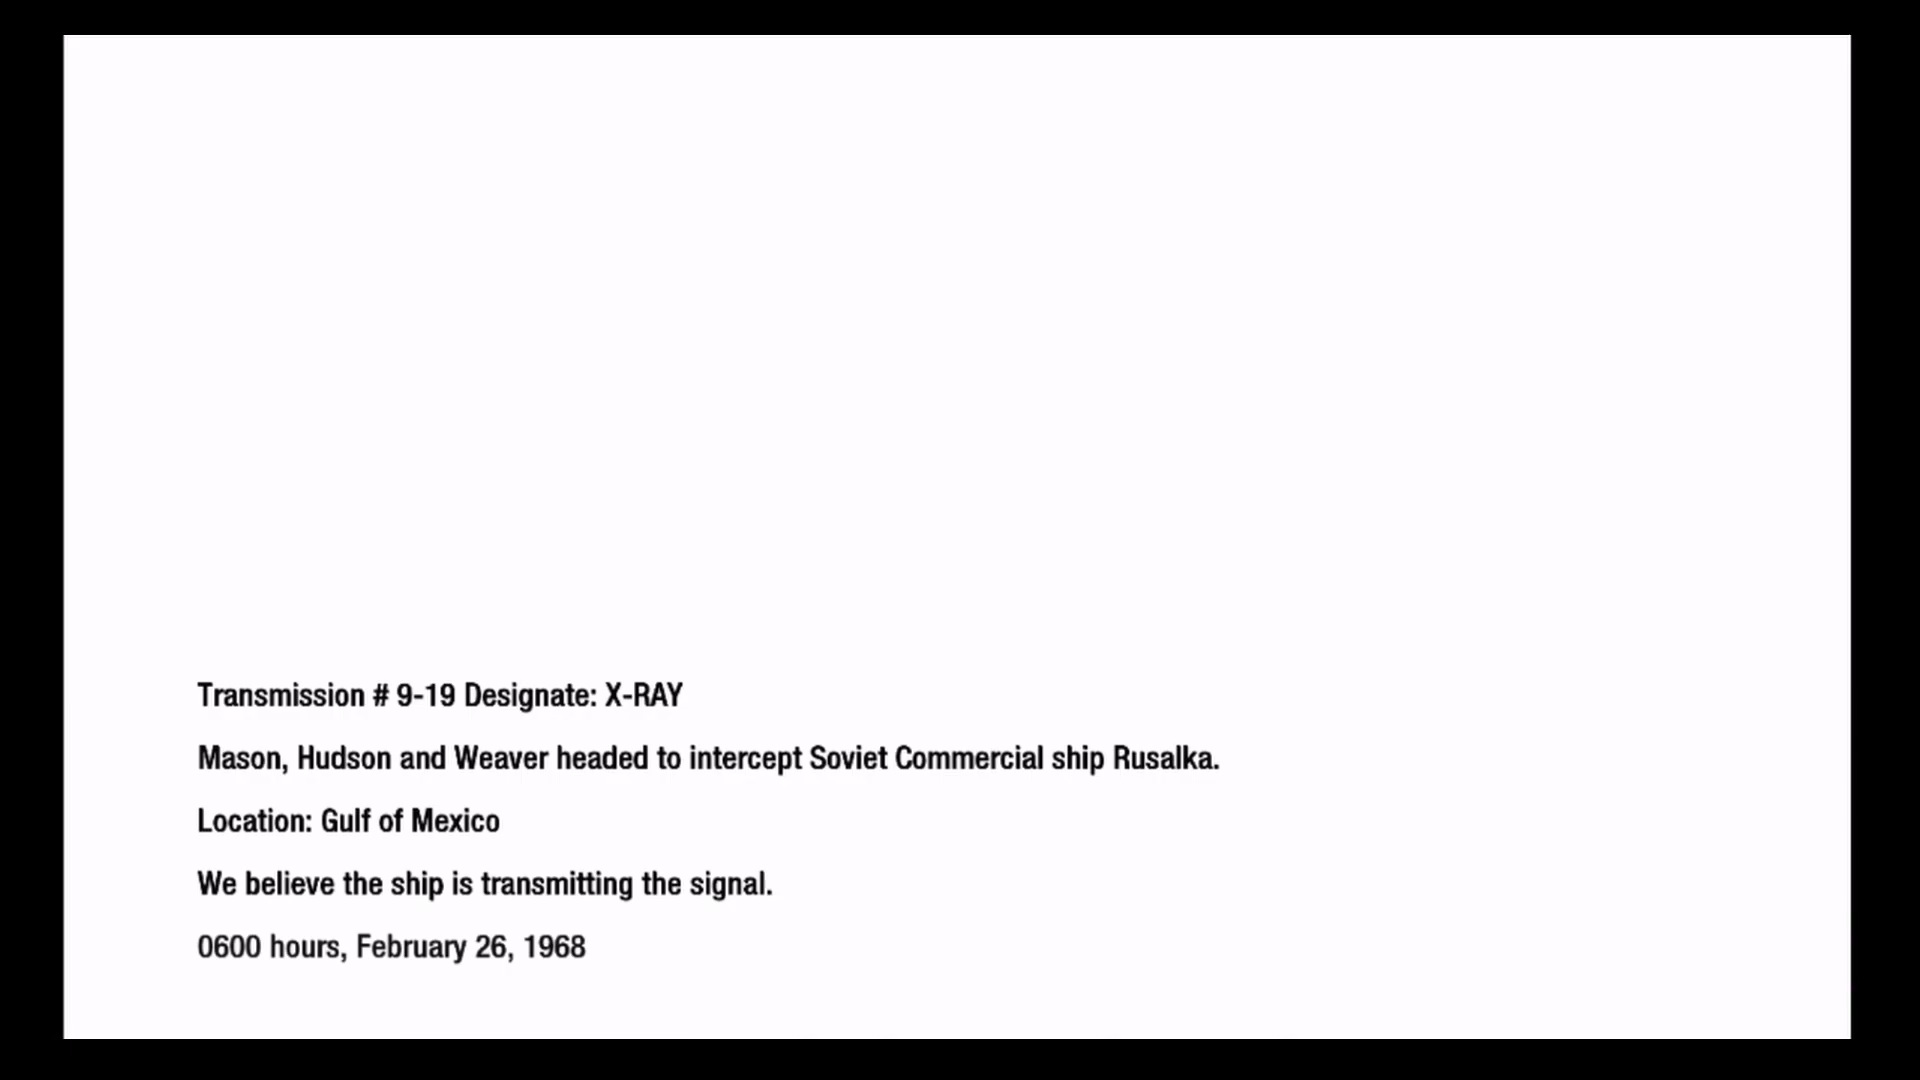 Transmission # 9-19 Designate: X-RAY
Mason, Hudson and Weaver headed to intercept Soviet Commercial ship Rusalka.
Location: Gulf of Mexico
We believe the ship is transmitting the signal.
0600 hours, February 26, 1968